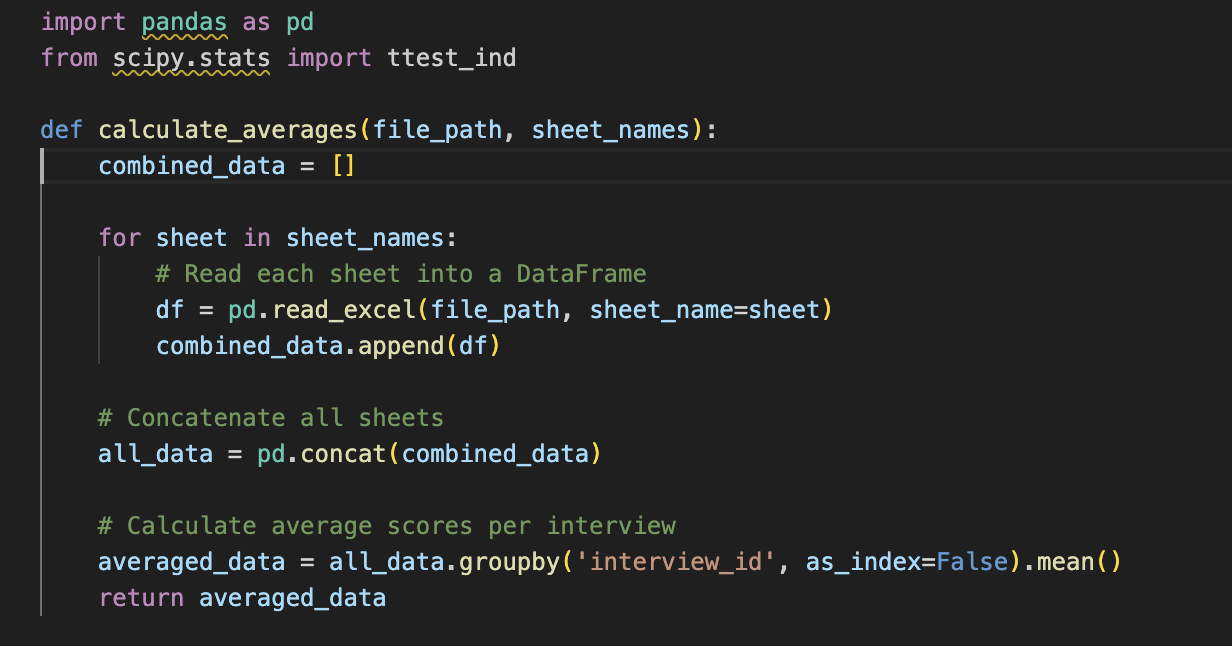 import pandas as pd
from scipy.stats import ttest_ind
def calculate_averages(file_path, sheet_names):
    combined_data = []
    for sheet in sheet_names:
        # Read each sheet into a DataFrame
        df = pd.read_excel(file_path, sheet_name=sheet)
        combined_data.append(df)
    # Concatenate all sheets
    all_data = pd.concat(combined_data)
    # Calculate average scores per interview
    averaged_data = all_data.groupby('interview_id', as_index=False).mean()
    return averaged_data